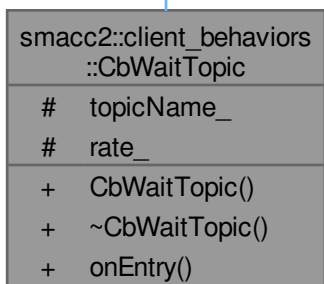 smacc2::client_behaviors
::CbWaitTopic
# topicName_
# rate_
+ CbWaitTopic()
+ ~CbWaitTopic()
+ onEntry()